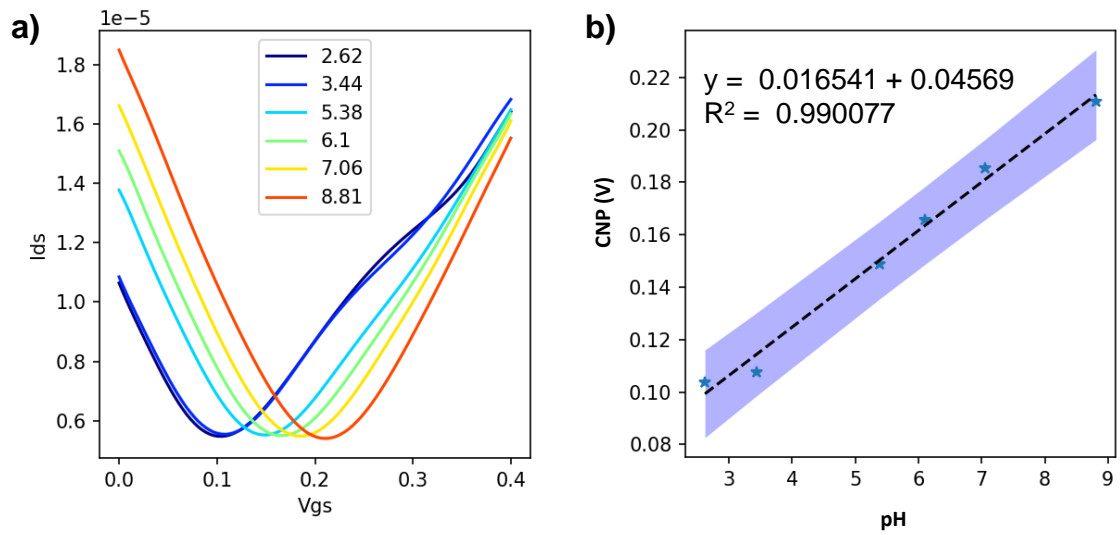 a)
1e−5
1.8
1.6
1.4
1.2
1.0
0.8
0.6
Ids
0.0 0.1 0.2 0.3 0.4
Vgs
2.62
3.44
5.38
6.1
7.06
8.81
b)
y = 0.016541 + 0.04569
R² = 0.990077
0.22
0.20
0.18
0.16
0.14
0.12
0.10
0.08
CNP (V)
3 4 5 6 7 8 9
pH